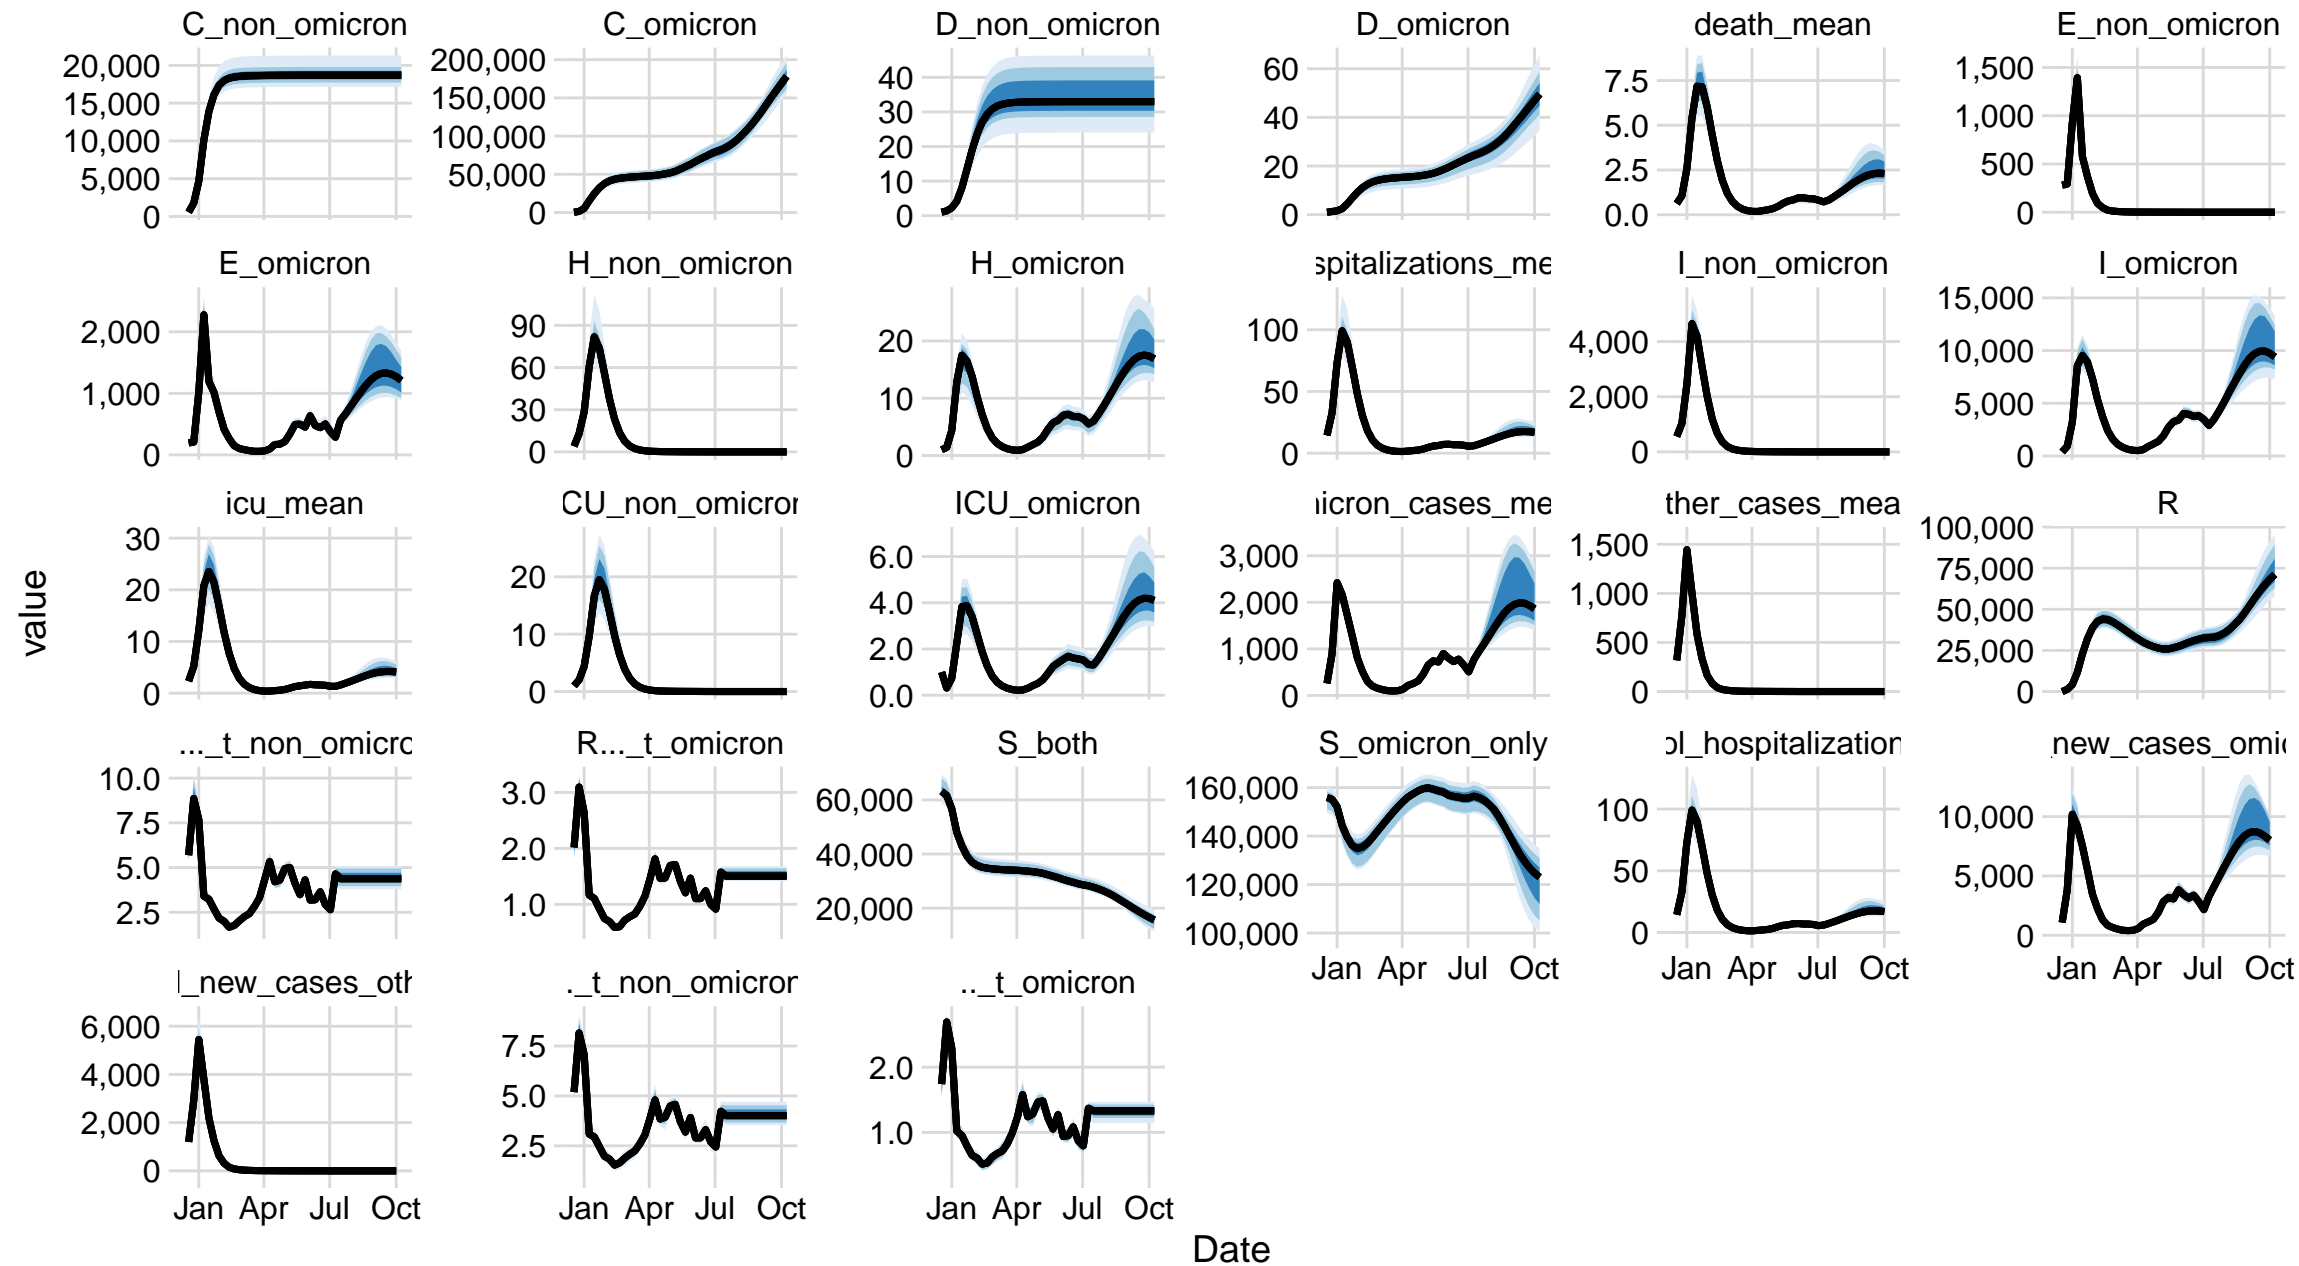 C_non_omicron C_omicron D_non_omicron D_omicron death_mean E_non_omicron
20,000 15,000 10,000 5,000 0
200,000 150,000 100,000 50,000 0
40 30 20 10 0
60 40 20 0
7.5 5.0 2.5 0.0
1,500 1,000 500 0
E_omicron H_non_omicron H_omicron spitalizations_me I_non_omicron I_omicron
2,000 1,000 0
90 60 30 0
20 10 0
100 50 0
4,000 2,000 0
15,000 10,000 5,000 0
icu_mean CU_non_omicron ICU_omicron icron_cases_me ther_cases_mea R
30 20 10 0
20 10 0
6.0 4.0 2.0 0.0
3,000 2,000 1,000 0
1,500 1,000 500 0
100,000 75,000 50,000 25,000 0
..._t_non_omicro R..._t_omicron S_both S_omicron_only ol_hospitalization new_cases_omic
10.0 7.5 5.0 2.5
3.0 2.0 1.0
60,000 40,000 20,000
160,000 140,000 120,000 100,000
100 50 0
10,000 5,000 0
Jan Apr Jul Oct Jan Apr Jul Oct Jan Apr Jul Oct
l_new_cases_oth ._t_non_omicron .._t_omicron
6,000 4,000 2,000 0
7.5 5.0 2.5
2.0 1.0
Jan Apr Jul Oct Jan Apr Jul Oct Jan Apr Jul Oct
value
Date